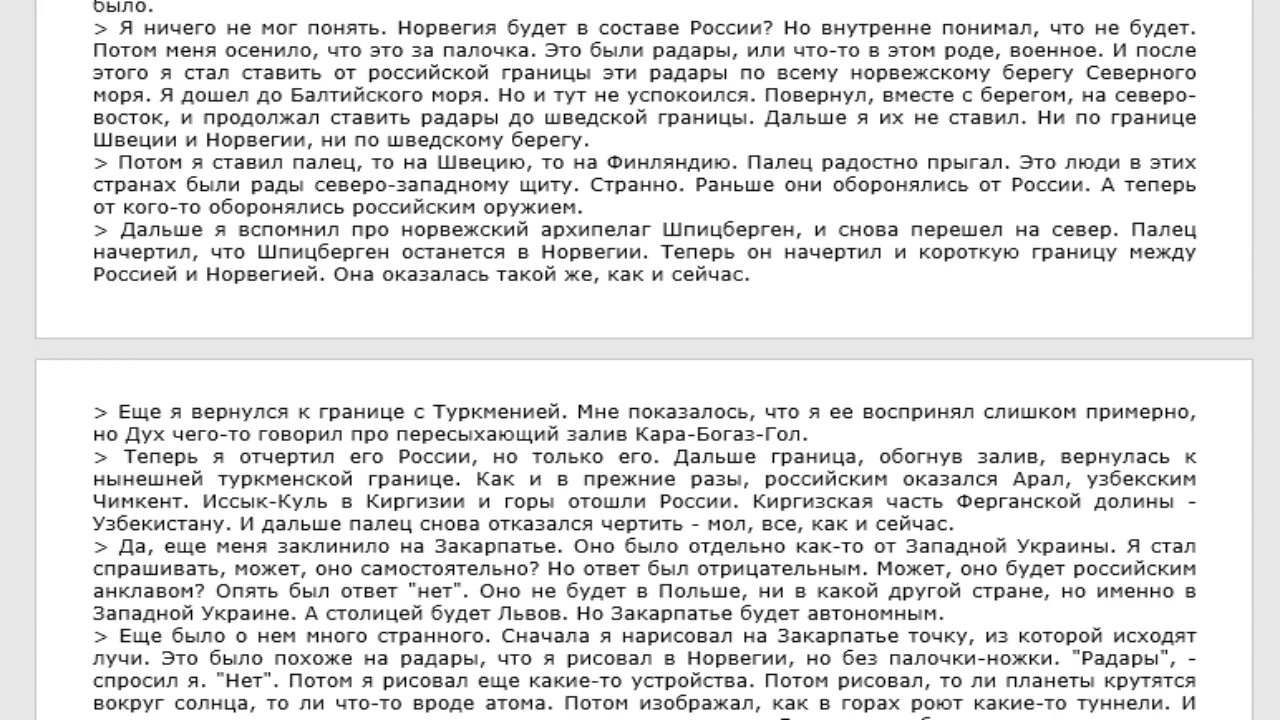 было.
> Я ничего не мог понять. Норвегия будет в составе России? Но внутренне понимал, что не будет.
Потом меня осенило, что это за палочка. Это были радары, или что-то в этом роде, военное. И после
этого я стал ставить от российской границы эти радары по всему норвежскому берегу Северного
моря. Я дошел до Балтийского моря. Но и тут не успокоился. Повернул, вместе с берегом, на северо-
восток, и продолжал ставить радары до шведской границы. Дальше я их не ставил. Ни по границе
Швеции и Норвегии, ни по шведскому берегу.
> Потом я ставил палец, то на Швецию, то на Финляндию. Палец радостно прыгал. Это люди в этих
странах были рады северо-западному щиту. Странно. Раньше они оборонялись от России. А теперь
от кого-то оборонялись российским оружием.
> Дальше я вспомнил про норвежский архипелаг Шпицберген, и снова перешел на север. Палец
начертил, что Шпицберген останется в Норвегии. Теперь он начертил и короткую границу между
Россией и Норвегией. Она оказалась такой же, как и сейчас.
> Еще я вернулся к границе с Туркменией. Мне показалось, что я ее воспринял слишком примерно,
но Дух чего-то говорил про пересыхающий залив Кара-Богаз-Гол.
> Теперь я отчертил его России, но только его. Дальше граница, обогнув залив, вернулась к
нынешней туркменской границе. Как и в прежние разы, российским оказался Арал, узбекским
Чимкент. Иссык-Куль в Киргизии и горы отошли России. Киргизская часть Ферганской долины -
Узбекистану. И дальше палец снова отказался чертить - мол, все, как и сейчас.
> Да, еще меня заклинило на Закарпатье. Оно было отдельно как-то от Западной Украины. Я стал
спрашивать, может, оно самостоятельно? Но ответ был отрицательным. Может, оно будет российским
анклавом? Опять был ответ "нет". Оно не будет в Польше, ни в какой другой стране, но именно в
Западной Украине. А столицей будет Львов. Но Закарпатье будет автономным.
> Еще было о нем много странного. Сначала я нарисовал на Закарпатье точку, из которой исходят
лучи. Это было похоже на радары, что я рисовал в Норвегии, но без палочки-ножки. "Радары", -
спросил я. "Нет". Потом я рисовал еще какие-то устройства. Потом рисовал, то ли планеты крутятся
вокруг солнца, то ли что-то вроде атома. Потом изображал, как в горах роют какие-то туннели. И